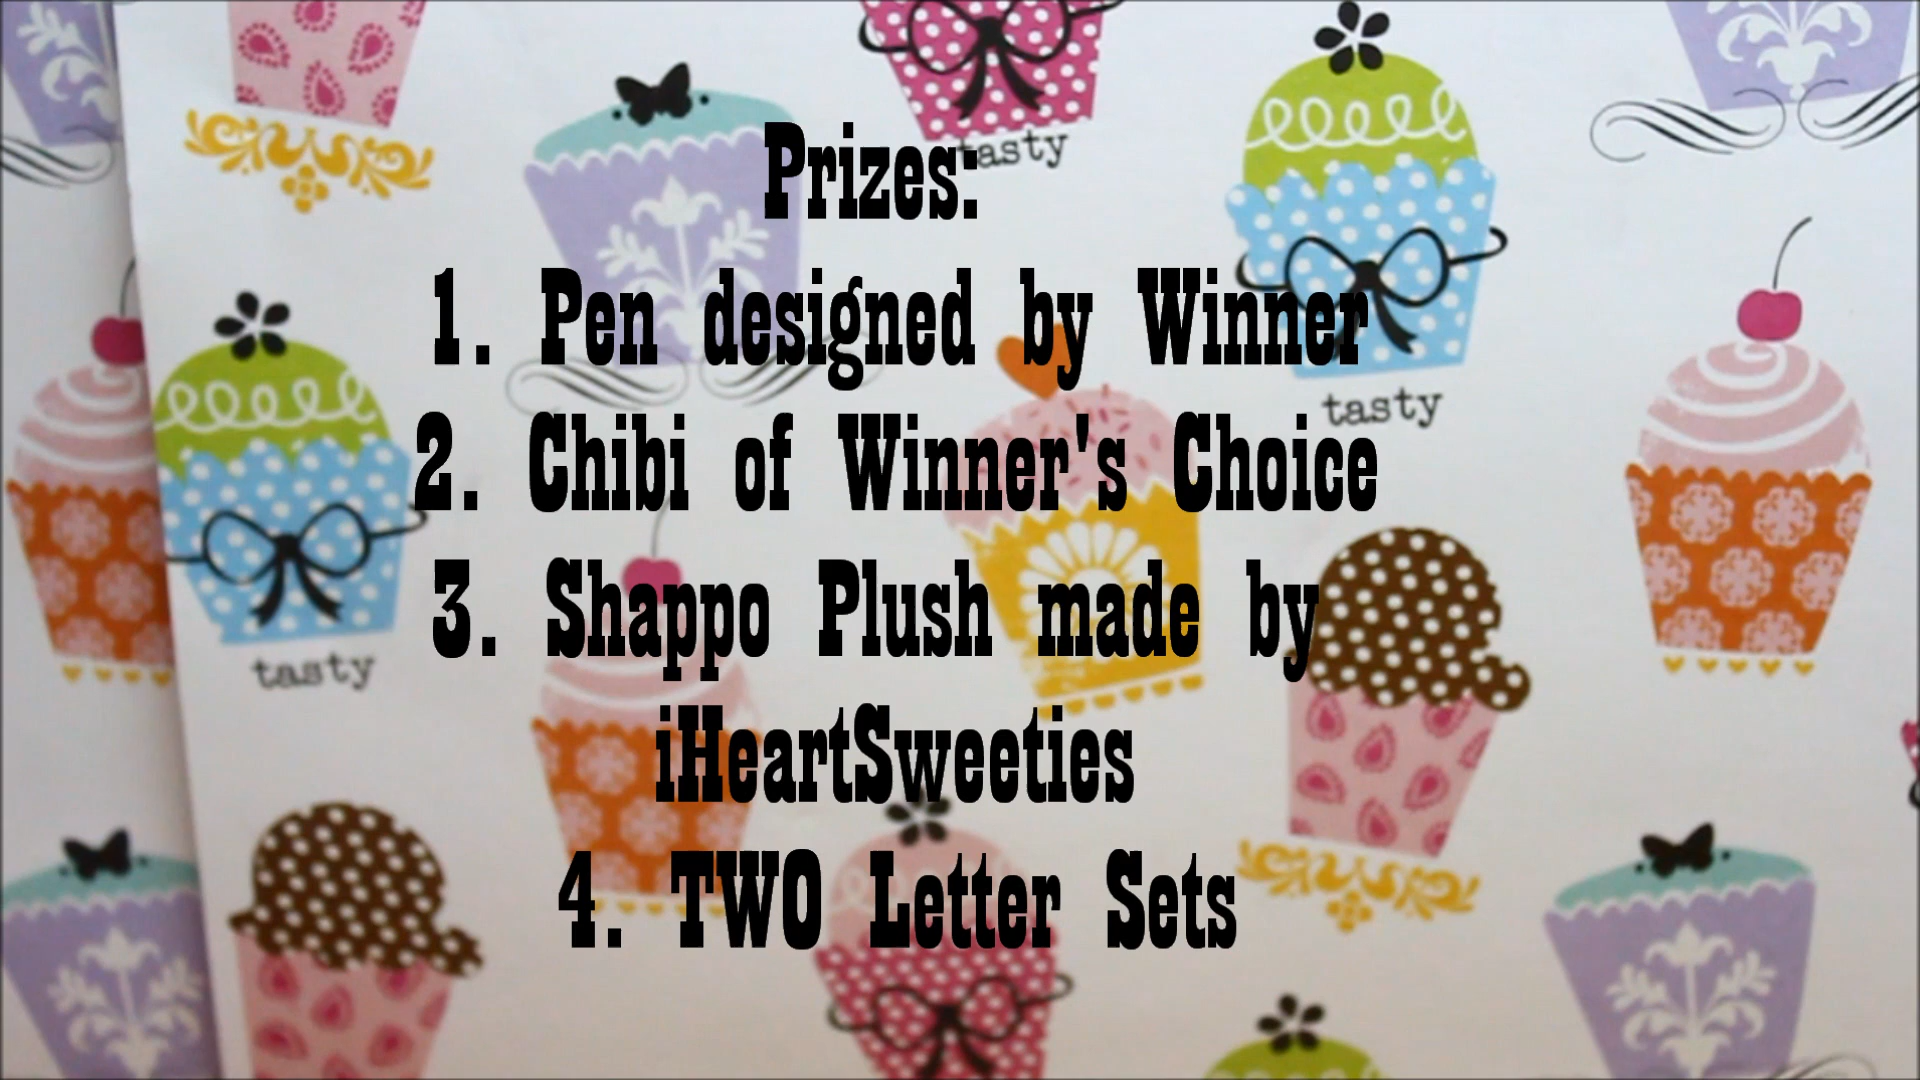 tasty
Prizes:
1. Pen designed by Winner
tasty
2. Chibi of Winner's Choice
3. Shappo Plush made by
tasty
iHeartSweeties
4. TWO Letter Sets